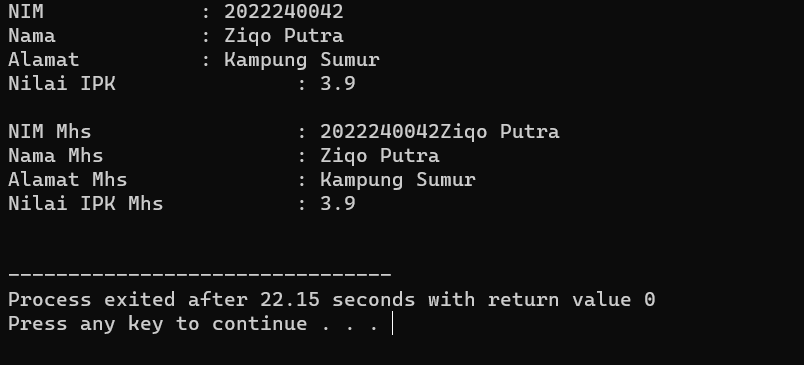 NIM : 2022240042
Nama : Ziqo Putra
Alamat : Kampung Sumur
Nilai IPK : 3.9
NIM Mhs : 2022240042Ziqo Putra
Nama Mhs : Ziqo Putra
Alamat Mhs : Kampung Sumur
Nilai IPK Mhs : 3.9
--------------------------------
Process exited after 22.15 seconds with return value 0
Press any key to continue . . .